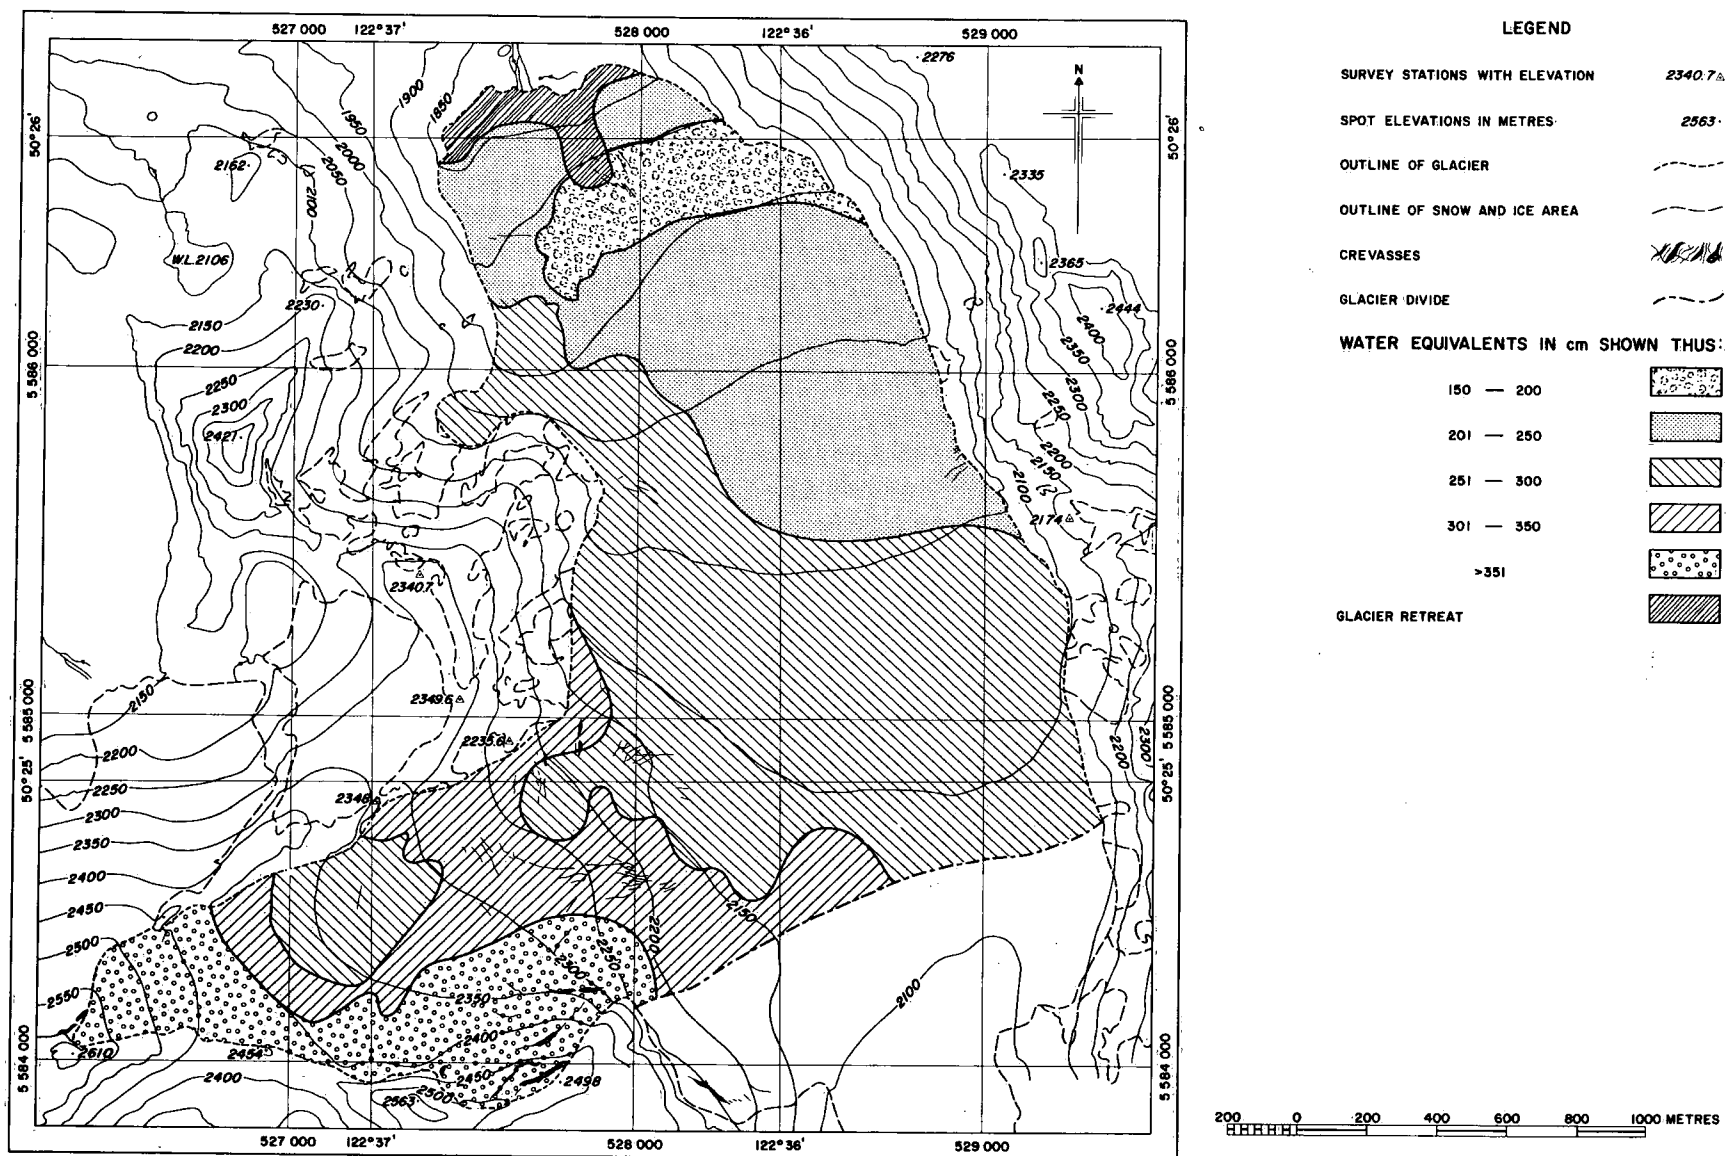 527 000 122° 37' 528 000 122° 36' 529 000
LEGEND
SURVEY STATIONS WITH ELEVATION 2340.7
SPOT ELEVATIONS IN METRES 2563
OUTLINE OF GLACIER
OUTLINE OF SNOW AND ICE AREA
CREVASSES
GLACIER DIVIDE
WATER EQUIVALENTS IN cm SHOWN THUS:
150 — 200
201 — 250
251 — 300
301 — 350
>351
GLACIER RETREAT
200 0 200 400 600 800 1000 METRES
N
2276
1900
1850
1950
2000
2050
2100
2162
50° 26'
50° 26'
2335
WL.2106
2365
2230
2444
2150
2200
2250
2300
2427
2400
2350
2300
2250
2200
2150
2100
2174
5 586 000
5 586 000
2340.7
2349.6
2235.6
2346
5 585 000
5 585 000
2150
2200
2250
2300
2350
2400
2450
2500
2550
2610
2200
2300
50° 25'
50° 25'
2150
2200
2250
2300
2350
2400
2450
2500
2454
2400
2563
2498
2100
5 584 000
5 584 000
527 000 122° 37' 528 000 122° 36' 529 000